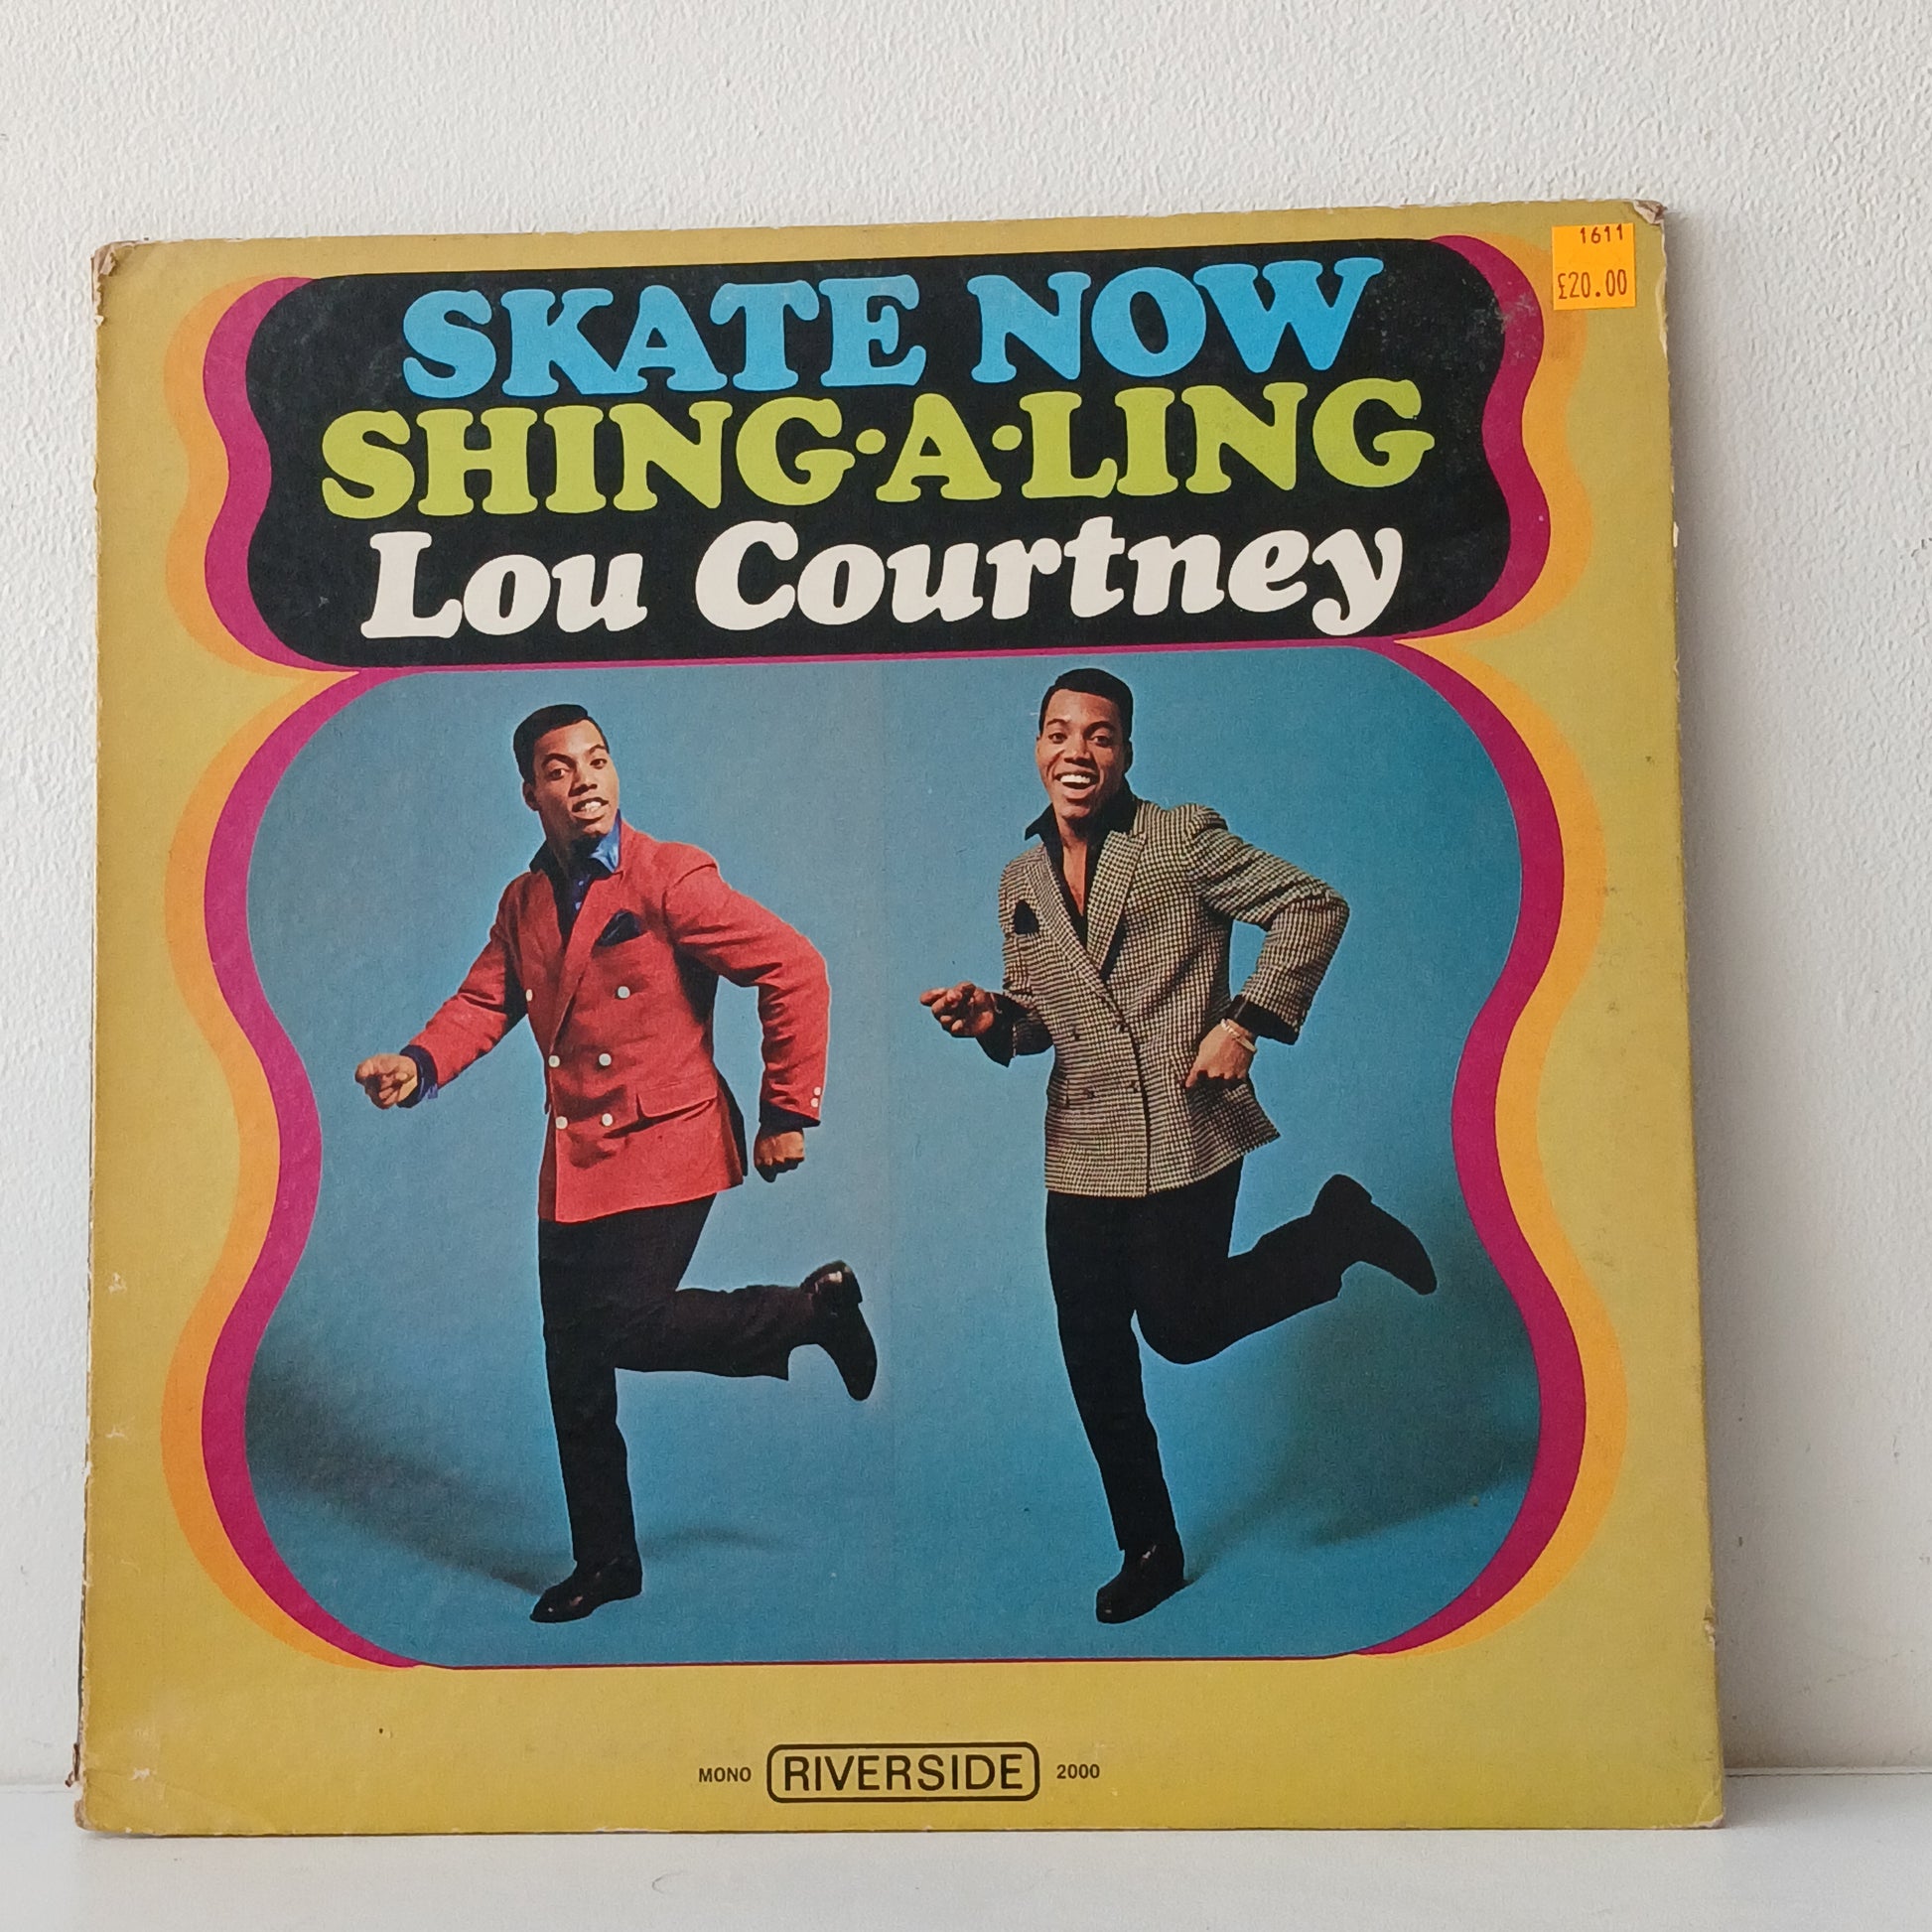 1611
£20.00
SKATE NOW
SHING·A·LING
Lou Courtney
MONO RIVERSIDE 2000